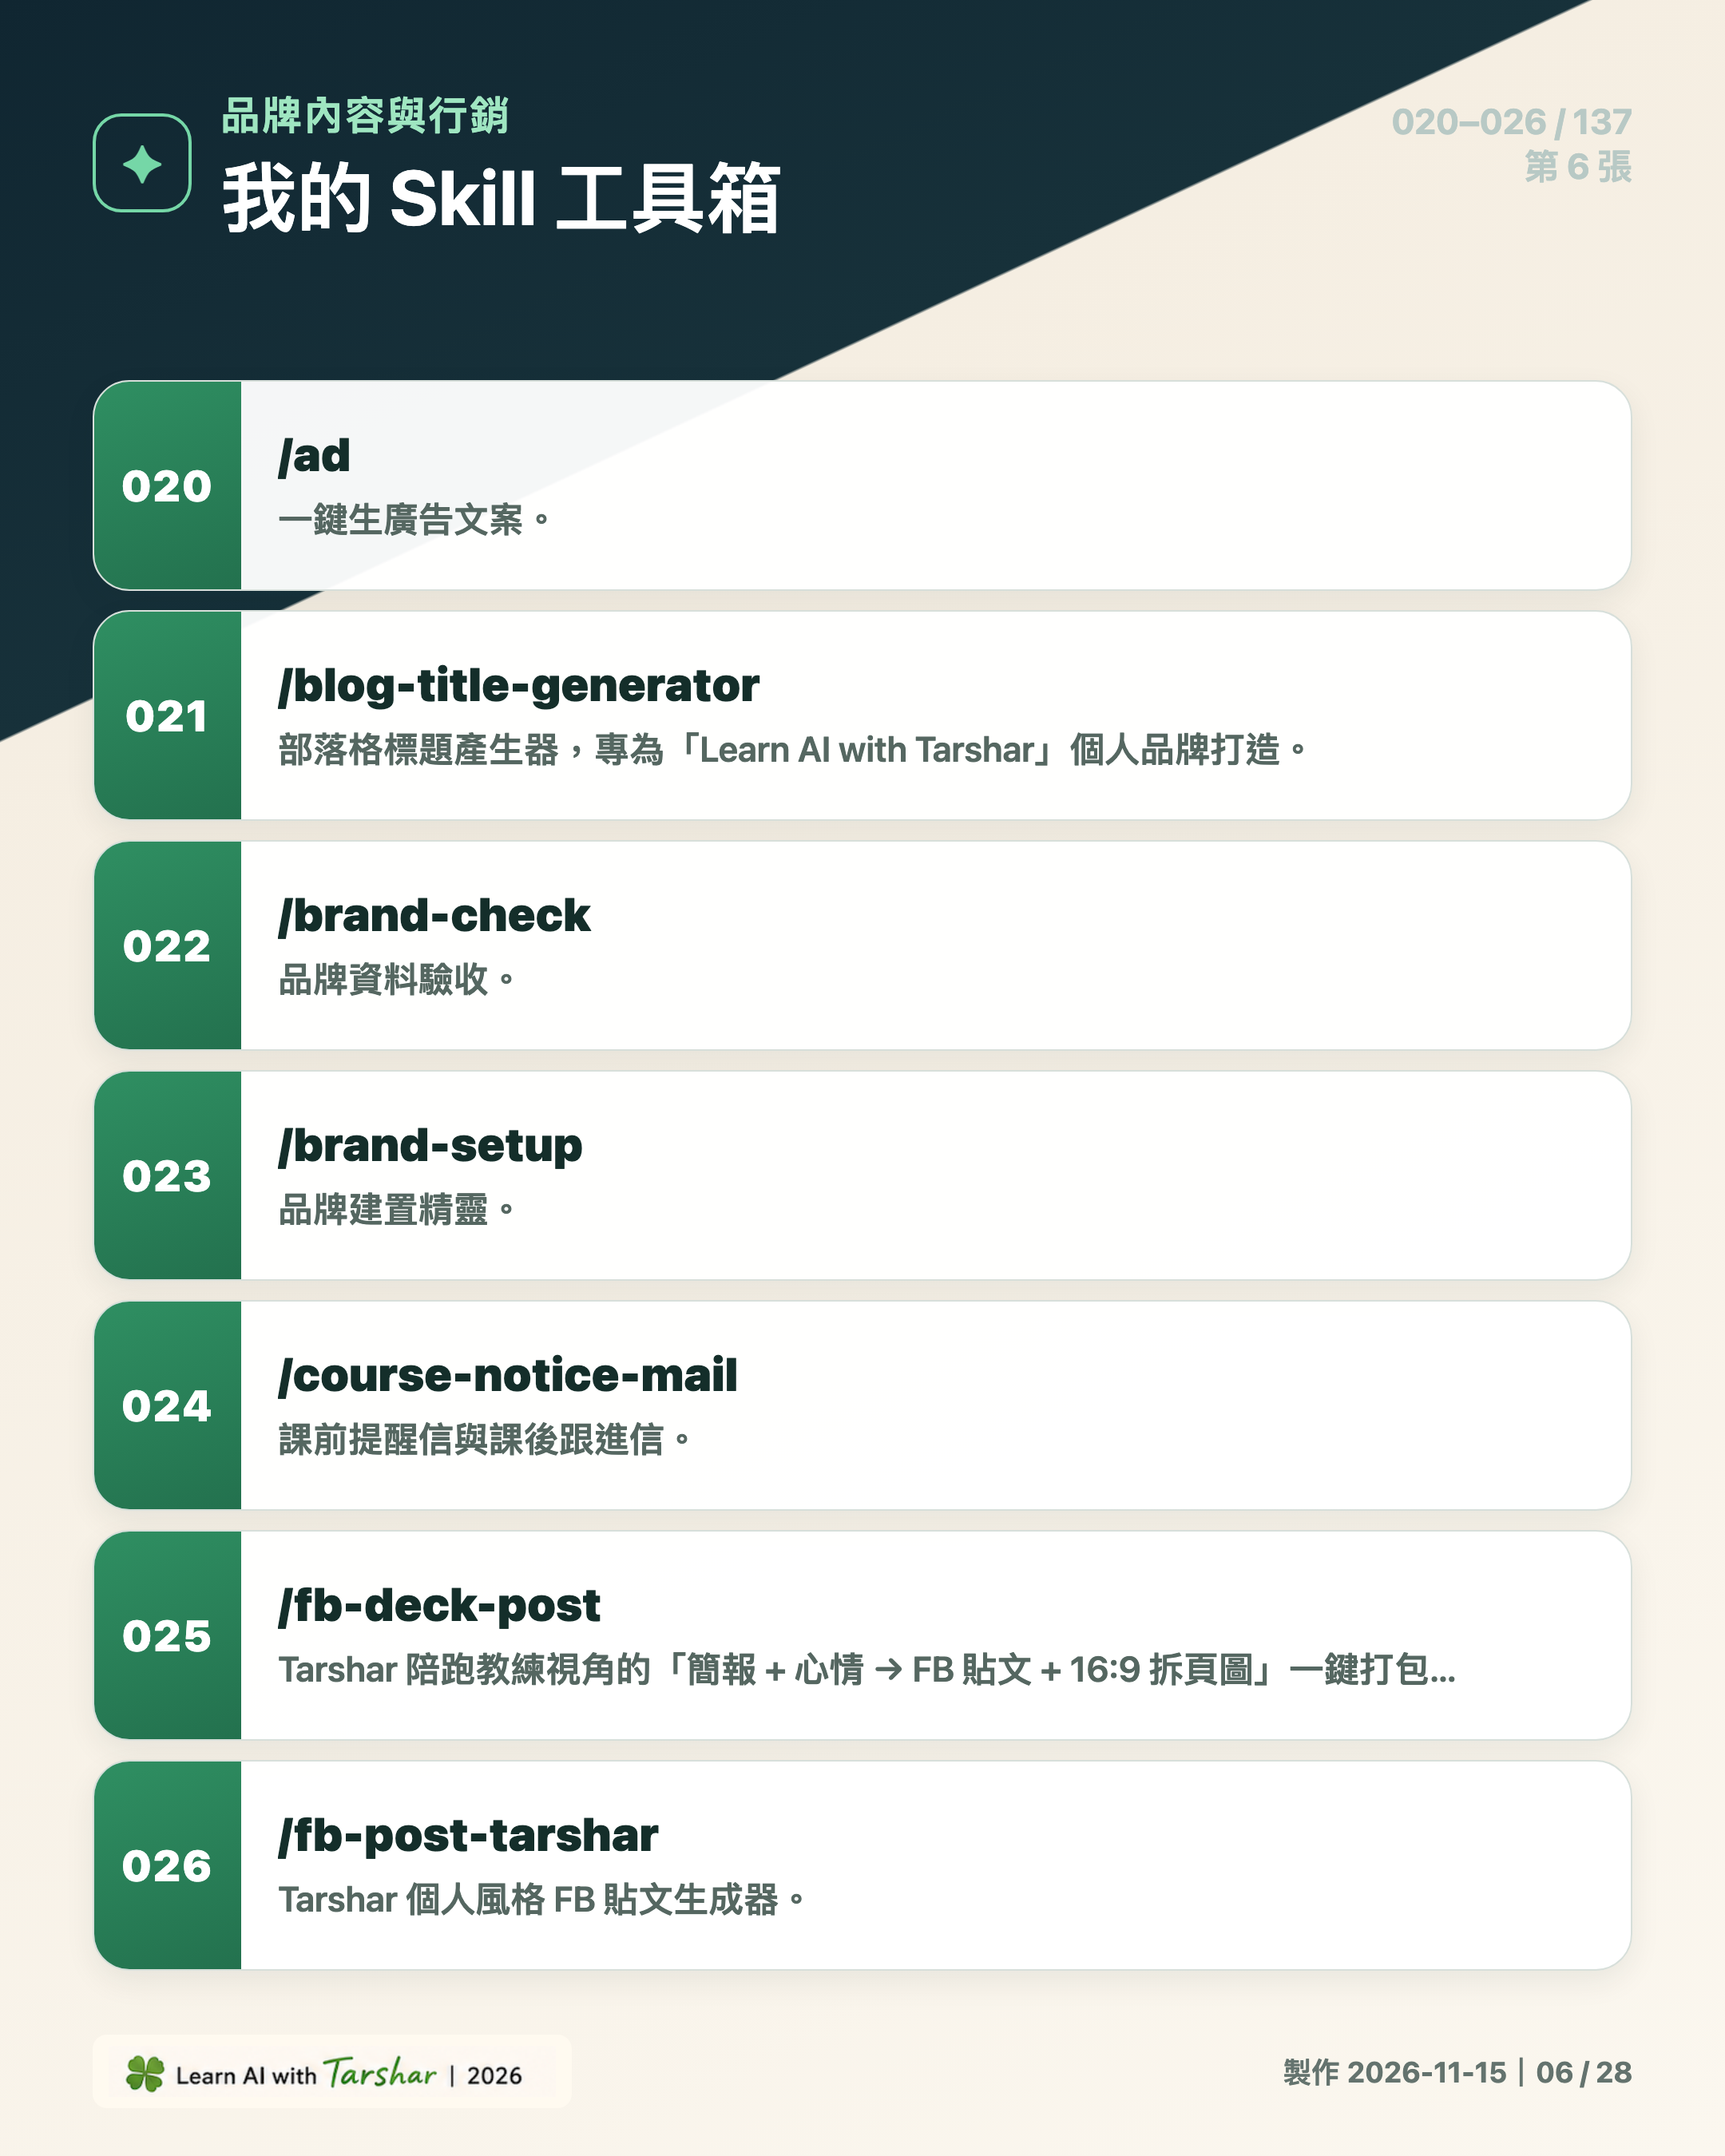 品牌內容與行銷
我的 Skill 工具箱
020–026 / 137
第 6 張
020
/ad
一鍵生廣告文案。
021
/blog-title-generator
部落格標題產生器，專為「Learn AI with Tarshar」個人品牌打造。
022
/brand-check
品牌資料驗收。
023
/brand-setup
品牌建置精靈。
024
/course-notice-mail
課前提醒信與課後跟進信。
025
/fb-deck-post
Tarshar 陪跑教練視角的「簡報 + 心情 → FB 貼文 + 16:9 拆頁圖」一鍵打包...
026
/fb-post-tarshar
Tarshar 個人風格 FB 貼文生成器。
Learn AI with Tarshar | 2026
製作 2026-11-15｜06 / 28